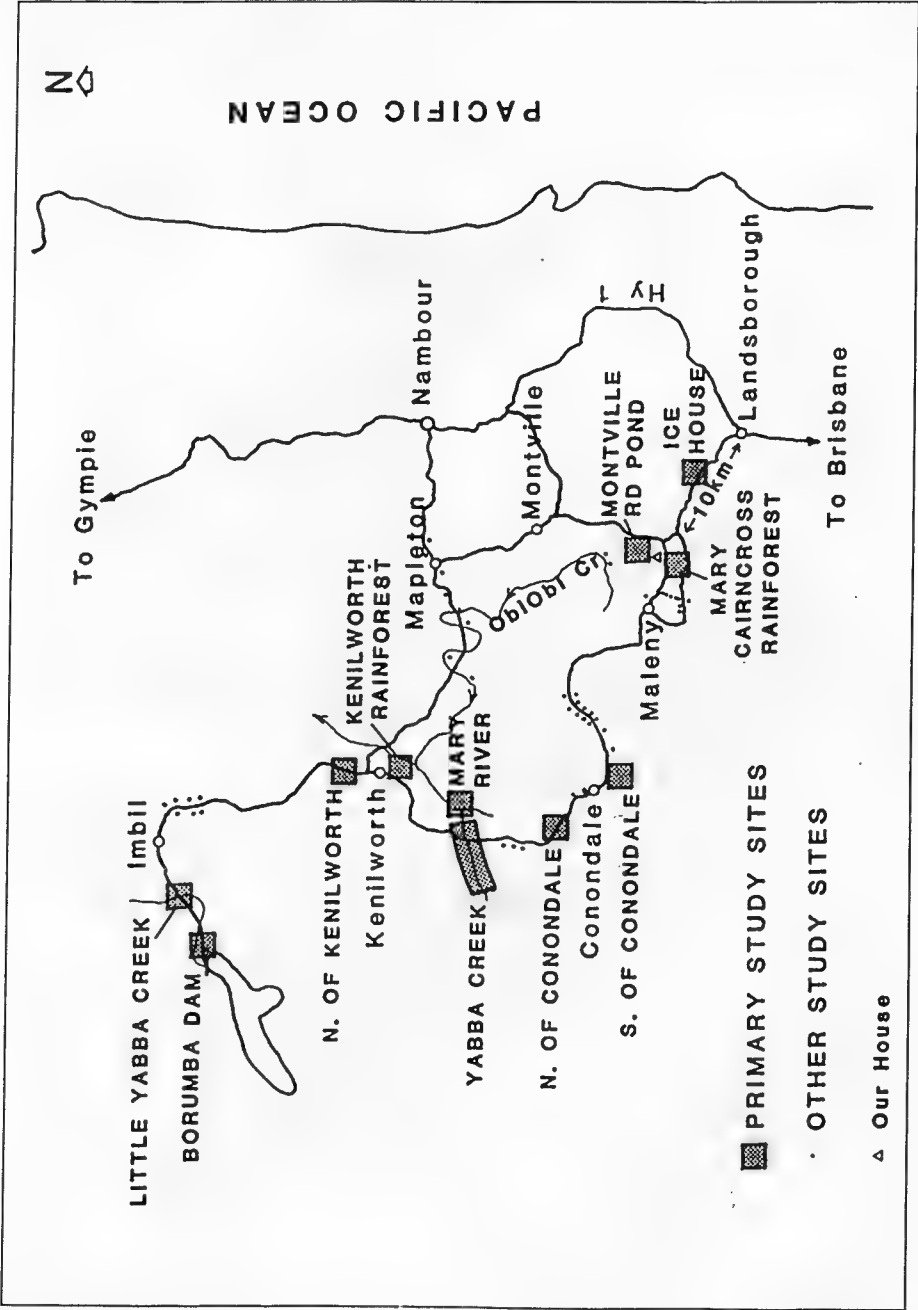 N
PACIFIC OCEAN
To Gympie
LITTLE YABBA CREEK
Imbil
BORUMBA DAM
N. OF KENILWORTH
Kenilworth
KENILWORTH
RAINFOREST
Mapleton
Nambour
YABBA CREEK
MARY
RIVER
OblObl Cr.
Montville
Hy 1
N. OF CONONDALE
Conondale
S. OF CONONDALE
MONTVILLE
RD POND
ICE
HOUSE
Maleny
←10km→
Landsborough
MARY
CAIRNCROSS
RAINFOREST
To Brisbane
PRIMARY STUDY SITES
· OTHER STUDY SITES
△ Our House